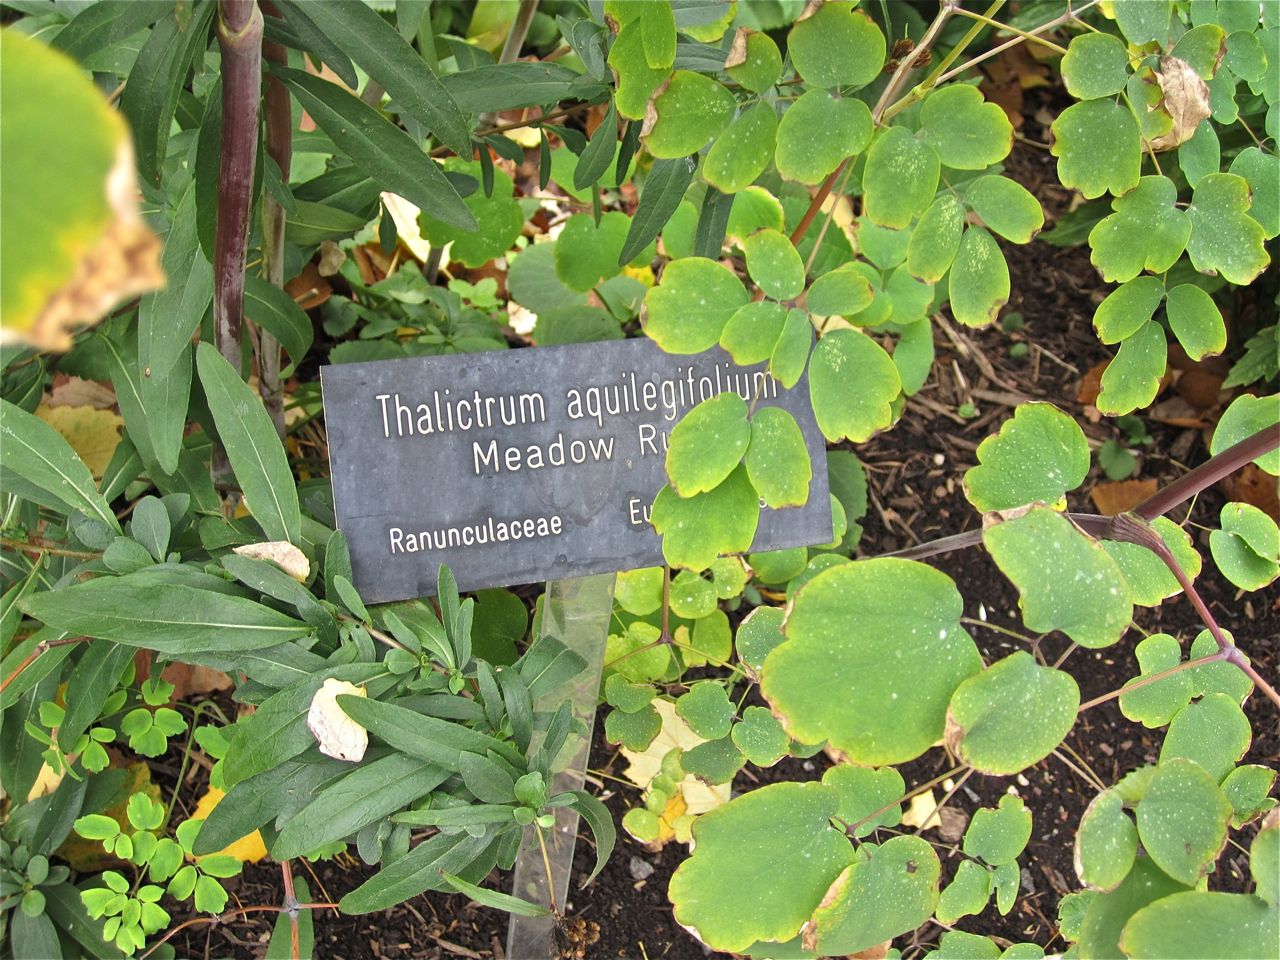 Thalictrum aquilegifolium
Meadow
Ranunculaceae